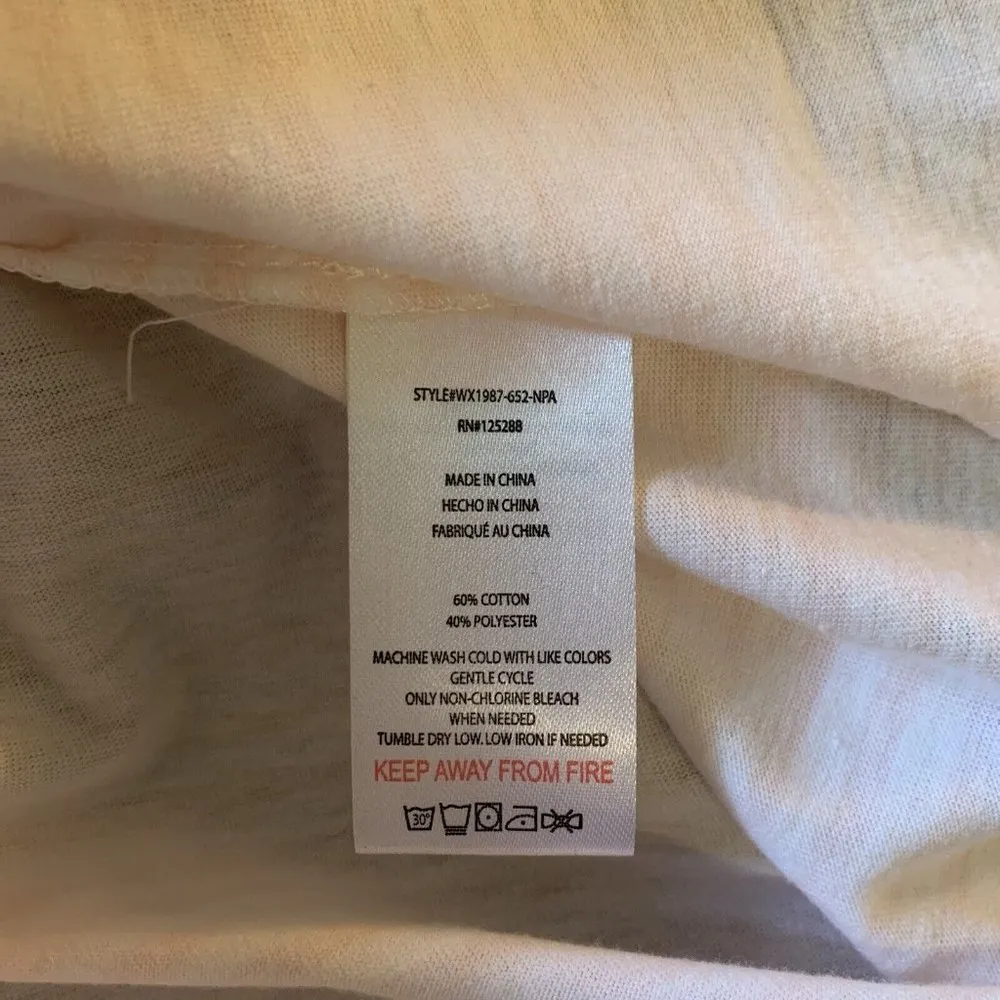 STYLE#WX1987-652-NPA
RN#125288
MADE IN CHINA
HECHO IN CHINA
FABRIQUÉ AU CHINA
60% COTTON
40% POLYESTER
MACHINE WASH COLD WITH LIKE COLORS
GENTLE CYCLE
ONLY NON-CHLORINE BLEACH
WHEN NEEDED
TUMBLE DRY LOW. LOW IRON IF NEEDED
KEEP AWAY FROM FIRE
30°